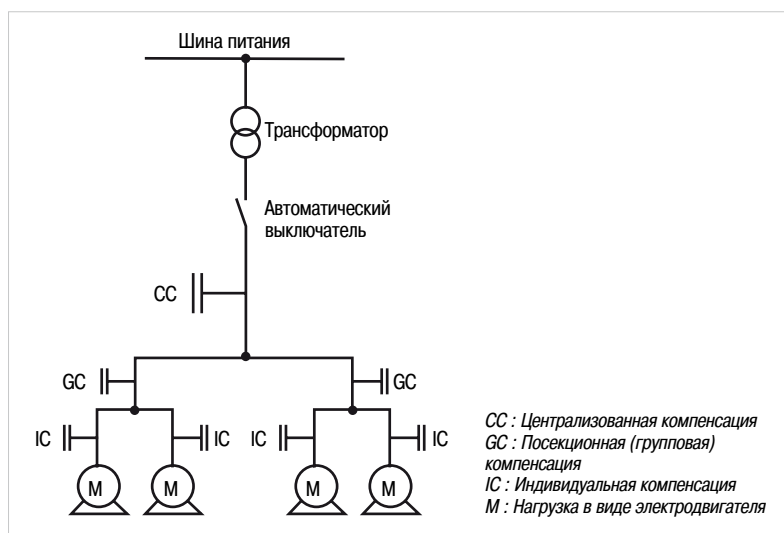 Шина питания
Трансформатор
Автоматический
выключатель
CC
GC
GC
IC
IC
IC
IC
M
M
M
M
CC : Централизованная компенсация
GC : Посекционная (групповая)
компенсация
IC : Индивидуальная компенсация
M : Нагрузка в виде электродвигателя